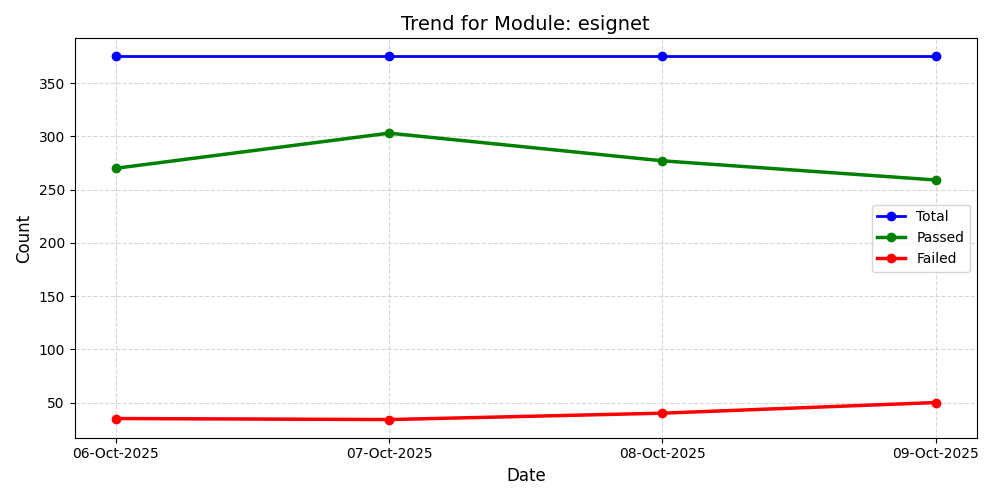 Trend for Module: esignet
Count
350
300
250
200
150
100
50
Total
Passed
Failed
06-Oct-2025 07-Oct-2025 08-Oct-2025 09-Oct-2025
Date